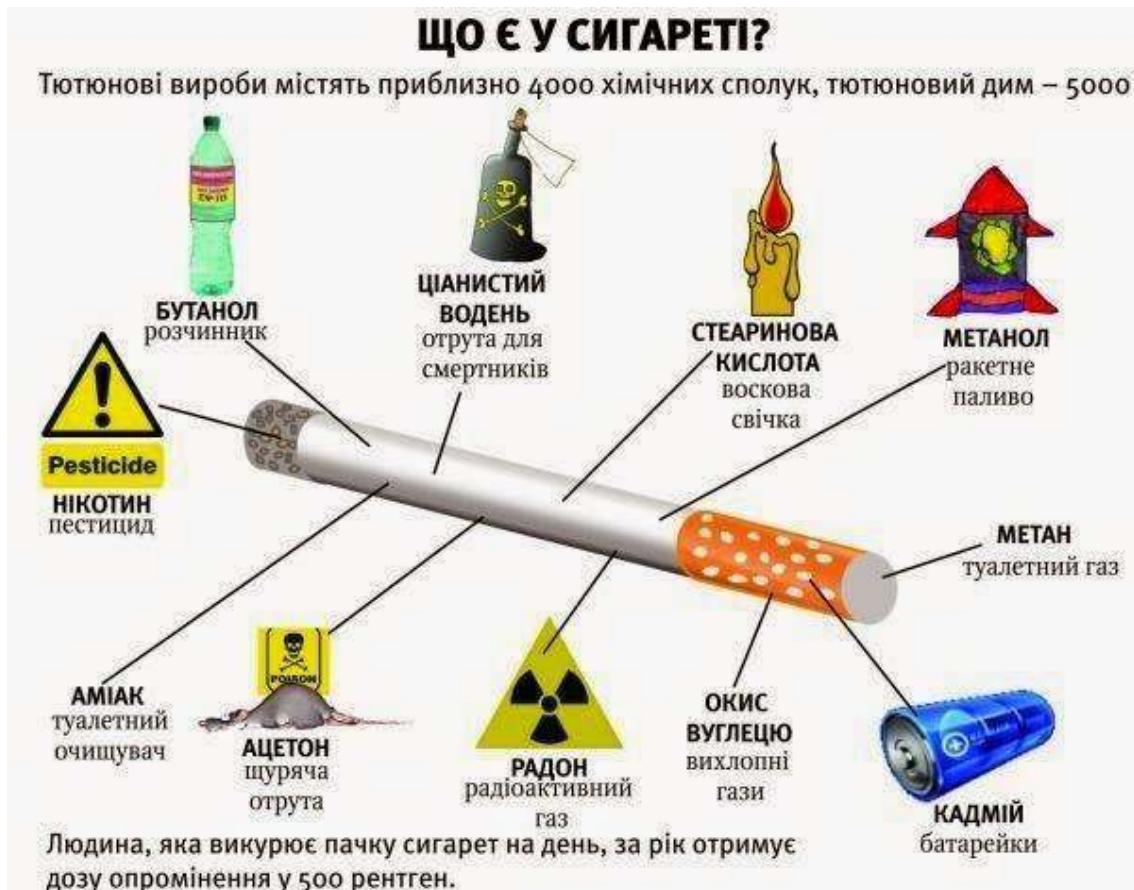 ЩО Є У СИГАРЕТІ?
Тютюнові вироби містять приблизно 4000 хімічних сполук, тютюновий дим – 5000
БУТАНОЛ
розчинник
ЦІАНИСТИЙ
ВОДЕНЬ
отрута для
смертників
СТЕАРИНОВА
КИСЛОТА
воскова
свічка
МЕТАНОЛ
ракетне
паливо
Pesticide
НІКОТИН
пестицид
МЕТАН
туалетний газ
АМІАК
туалетний
очищувач
POISON
АЦЕТОН
щуряча
отрута
РАДОН
радіоактивний
газ
ОКИС
ВУГЛЕЦЮ
вихлопні
гази
КАДМІЙ
батарейки
Людина, яка викурює пачку сигарет на день, за рік отримує
дозу опромінення у 500 рентген.